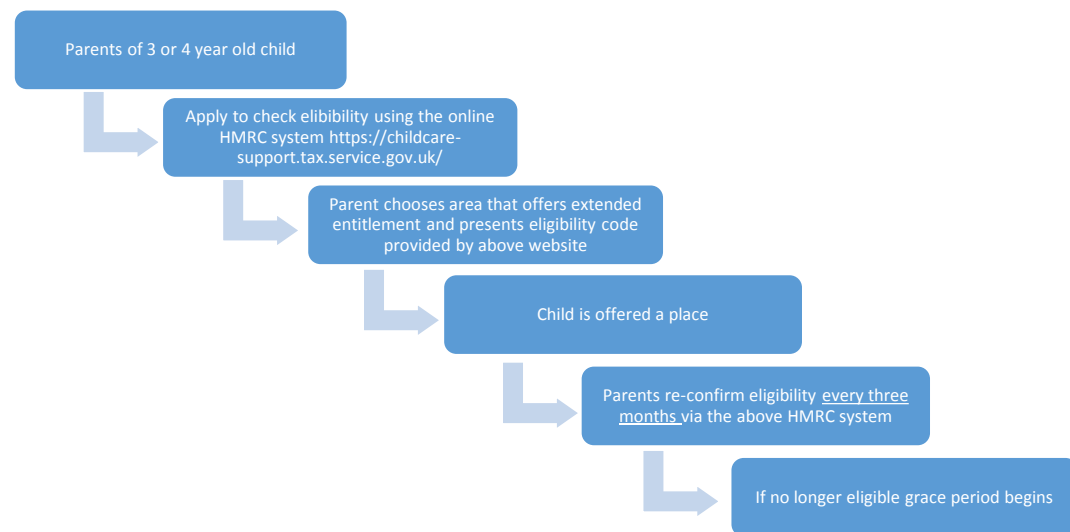 Parents of 3 or 4 year old child
Apply to check elibibility using the online
HMRC system https://childcare-
support.tax.service.gov.uk/
Parent chooses area that offers extended
entitlement and presents eligibility code
provided by above website
Child is offered a place
Parents re-confirm eligibility every three
months via the above HMRC system
If no longer eligible grace period begins